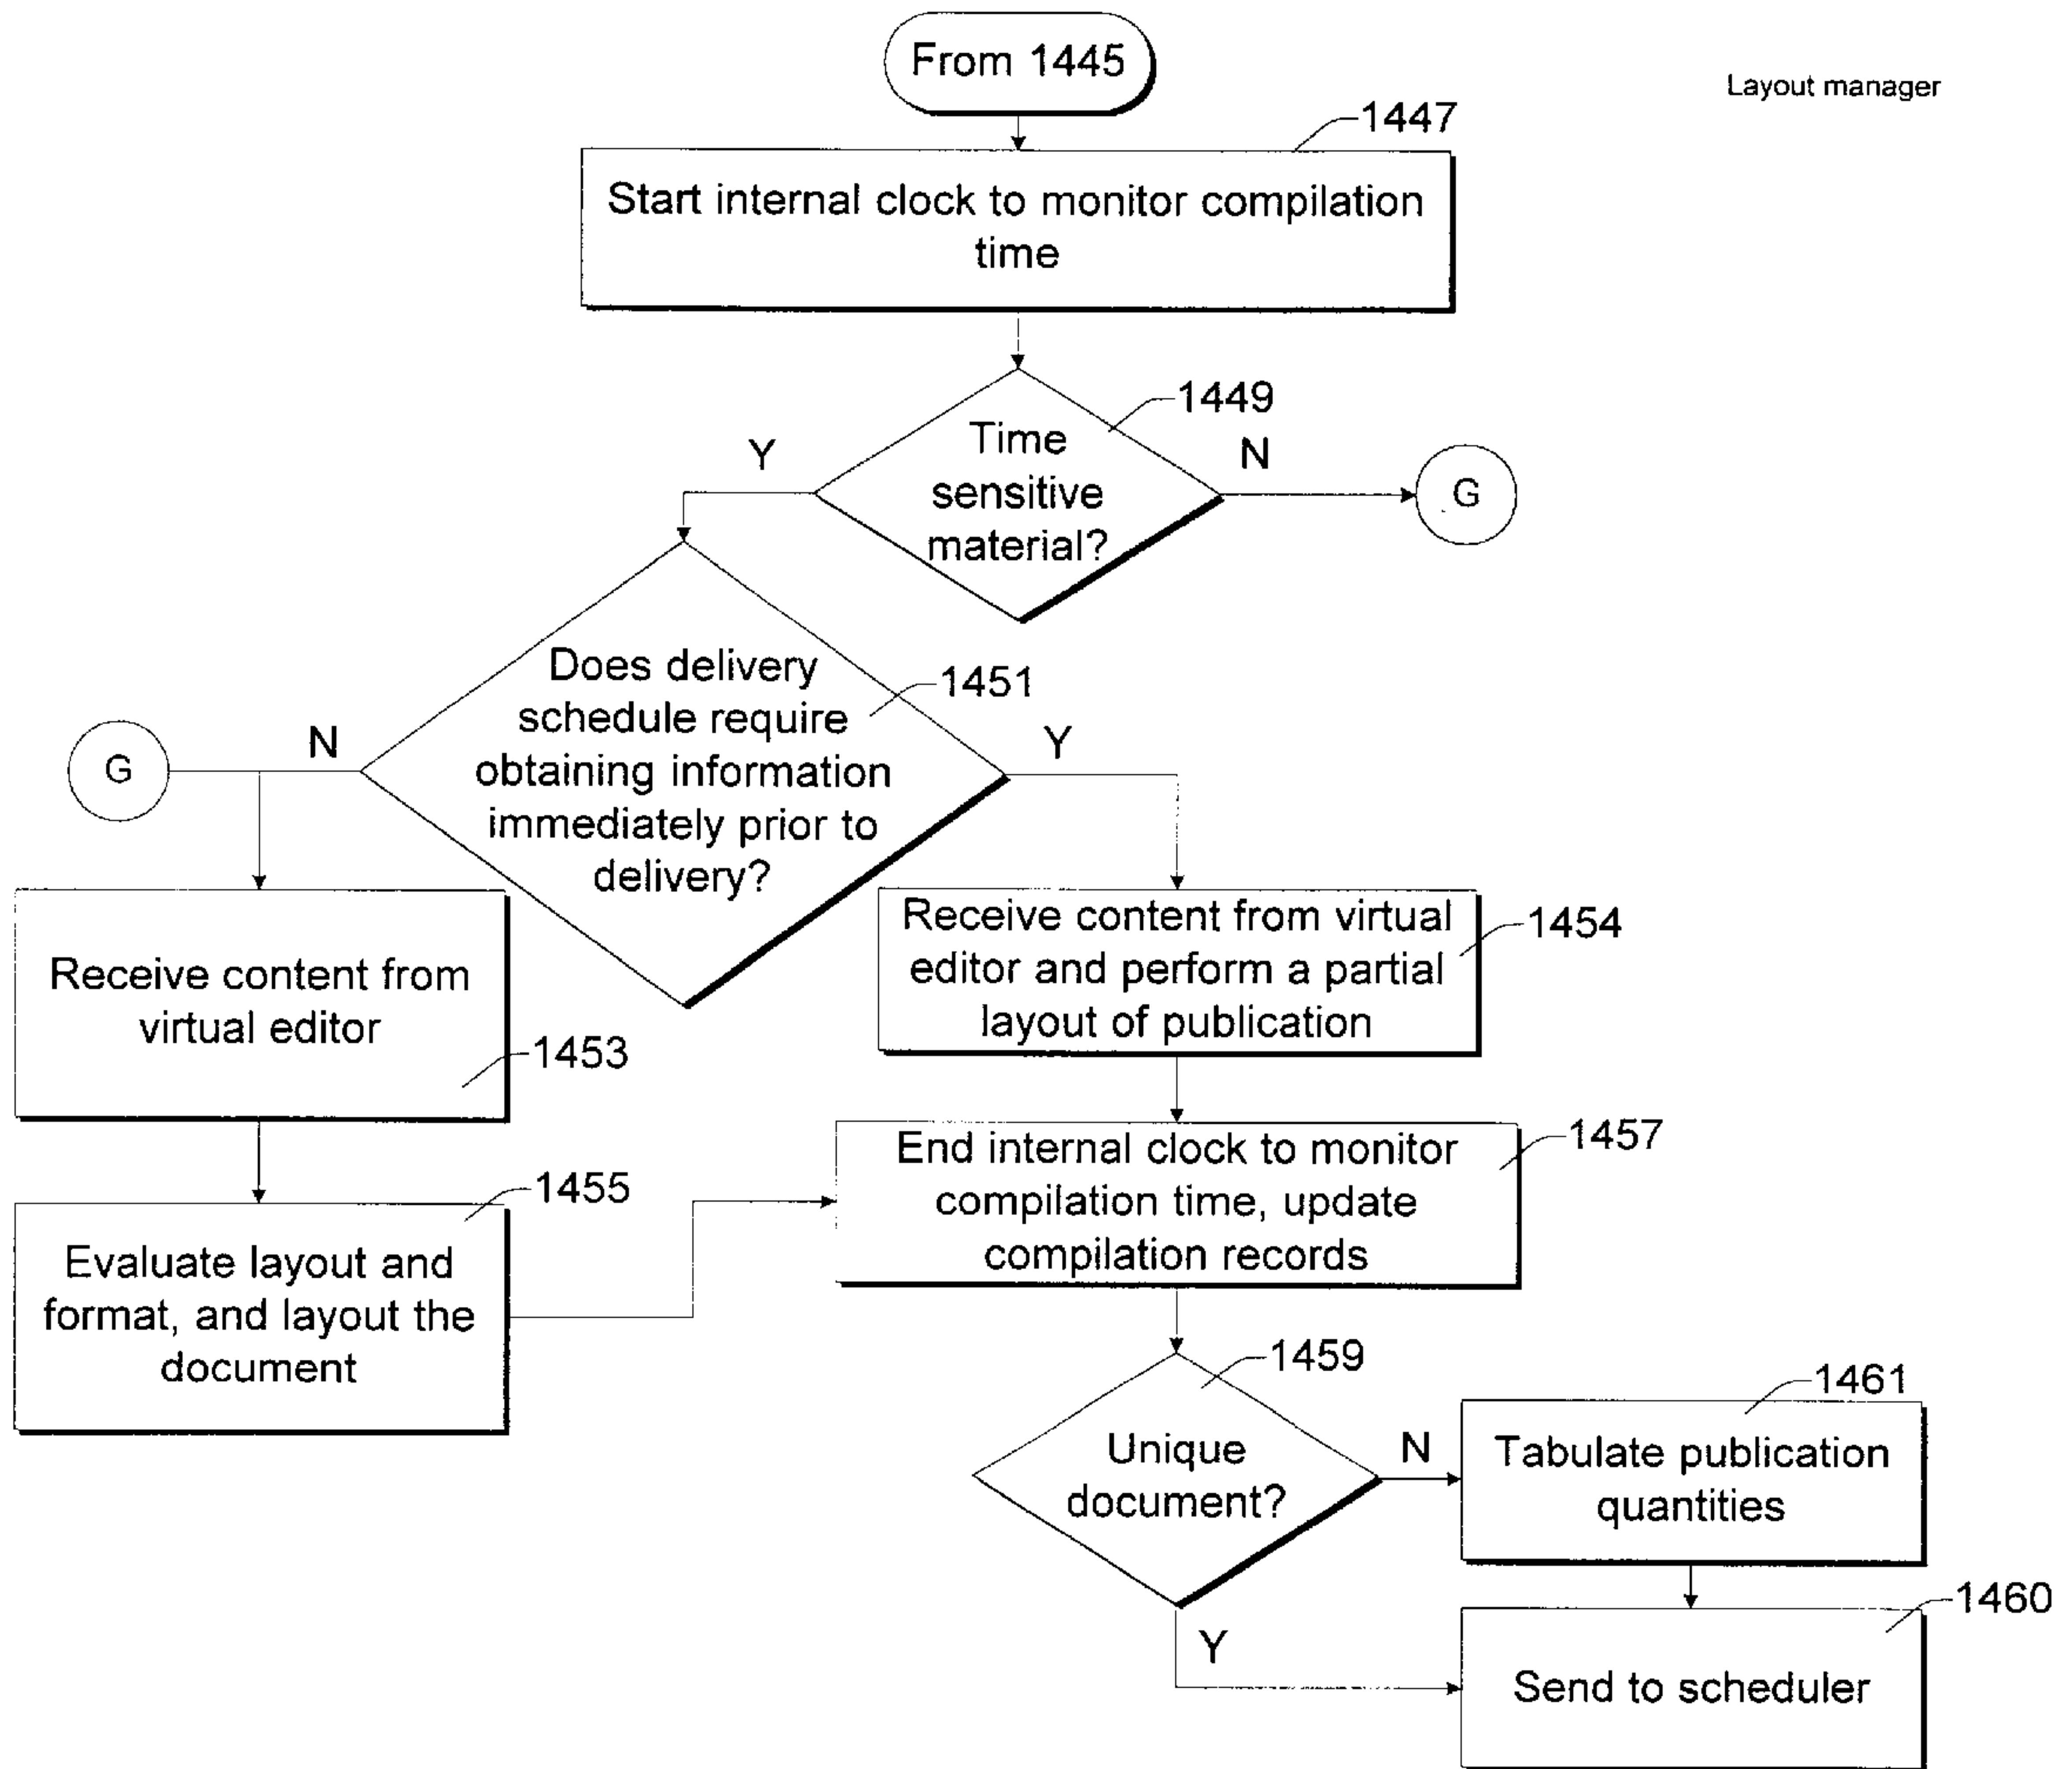 From 1445
Layout manager
1447
Start internal clock to monitor compilation
time
1449
Time
sensitive
material?
Y
N
G
Does delivery
schedule require
obtaining information
immediately prior to
delivery?
1451
N
Y
G
Receive content from
virtual editor
1453
Receive content from virtual
editor and perform a partial
layout of publication
1454
Evaluate layout and
format, and layout the
document
1455
End internal clock to monitor
compilation time, update
compilation records
1457
Unique
document?
1459
N
Y
Tabulate publication
quantities
1461
Send to scheduler
1460